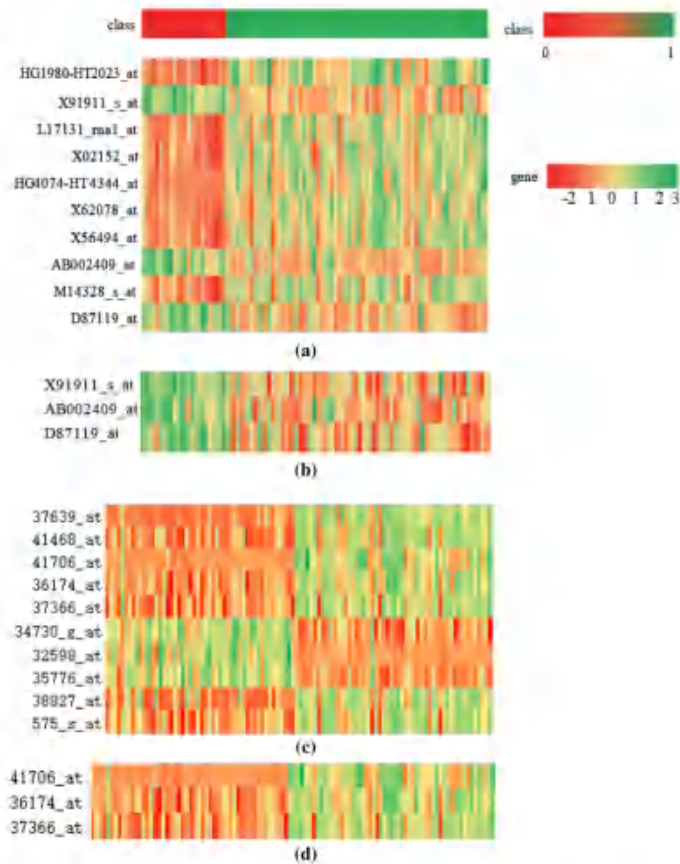 class
class
0 1
HG1980-HT2023_at
X91911_s_at
L17131_rna1_at
X02152_at
HG4074-HT4344_at
X62078_at
X56494_at
AB002409_at
M14328_s_at
D87119_at
gene
-2 1 0 1 2 3
(a)
X91911_s_at
AB002409_at
D87119_at
(b)
37639_at
41468_at
41706_at
36174_at
37366_at
34730_g_at
32598_at
35776_at
38827_at
575_s_at
(c)
41706_at
36174_at
37366_at
(d)